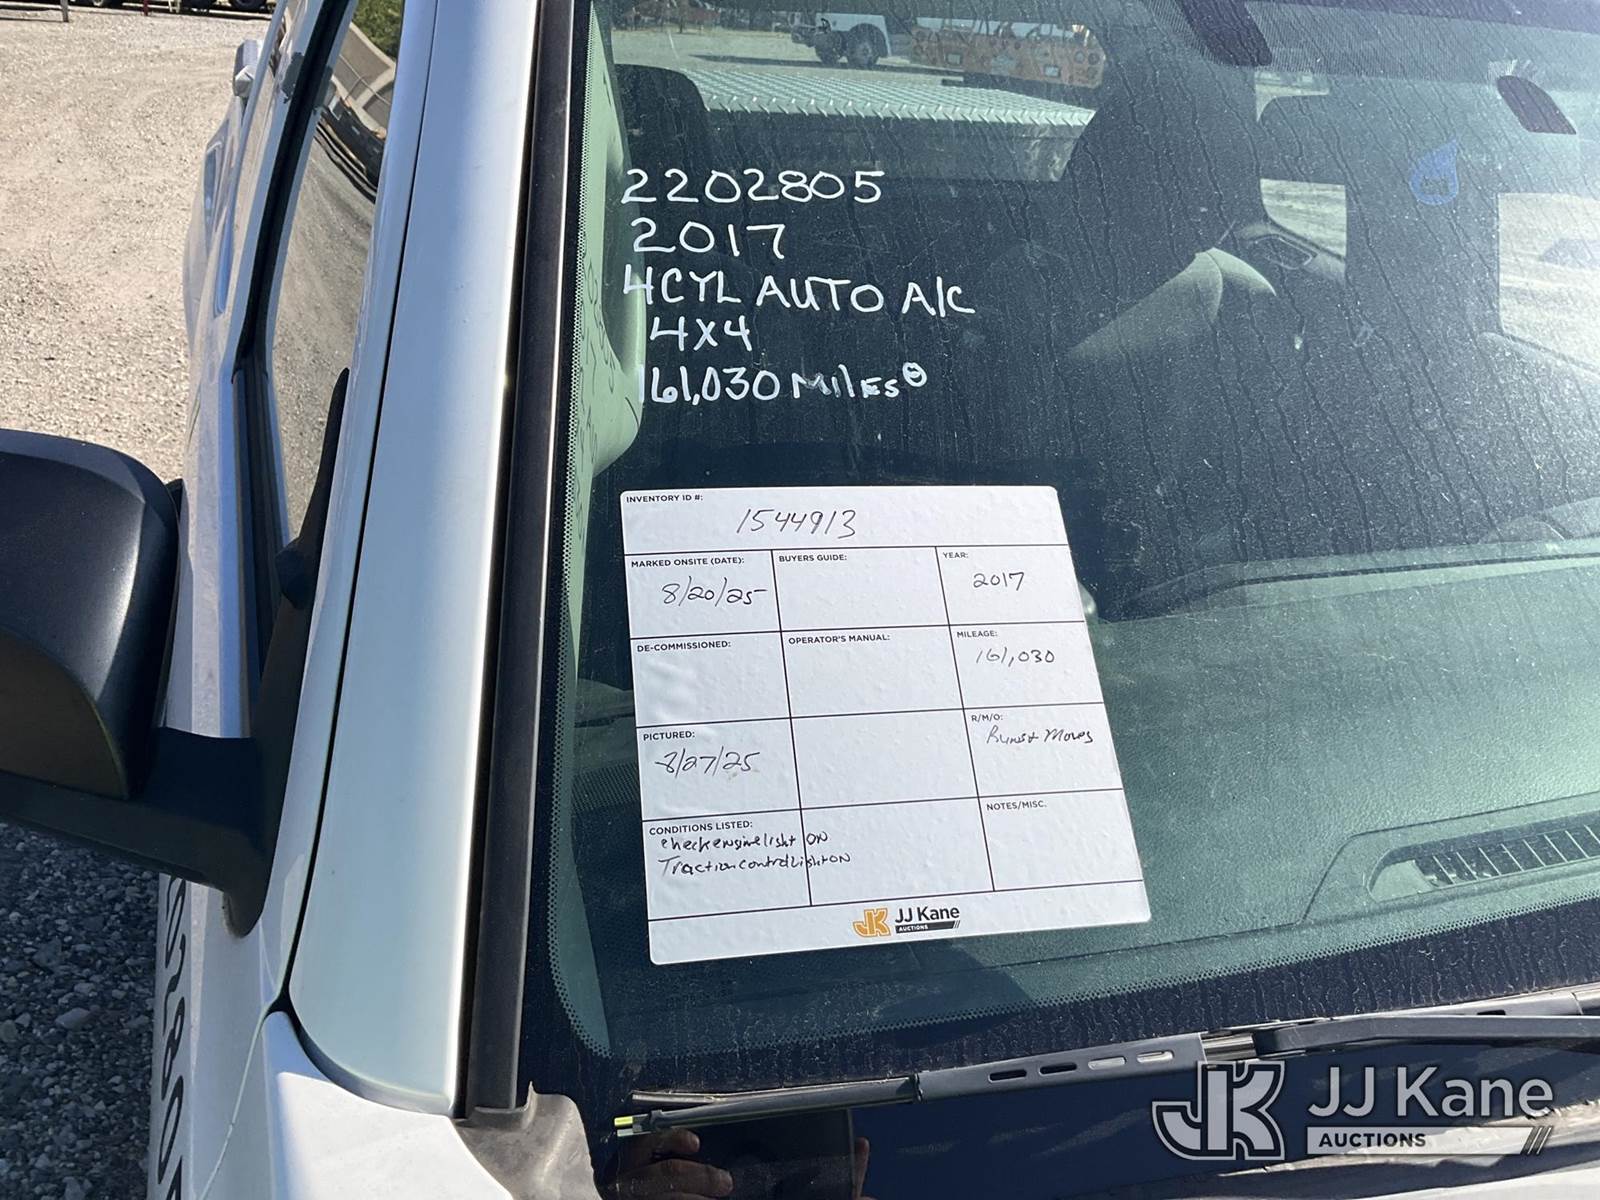 2202805
2017
4CYL AUTO A/C
4X4
161,030 MILES
INVENTORY ID #:
1544913
MARKED ONSITE (DATE): BUYERS GUIDE: YEAR:
8/20/25 2017
DE-COMMISSIONED: OPERATOR'S MANUAL: MILEAGE:
161,030
PICTURED: R/M/O:
8/27/25 Runs & Moves
CONDITIONS LISTED: NOTES/MISC.
check engine light ON
Traction control Light ON
JK JJ Kane
AUCTIONS
JK JJ Kane
AUCTIONS